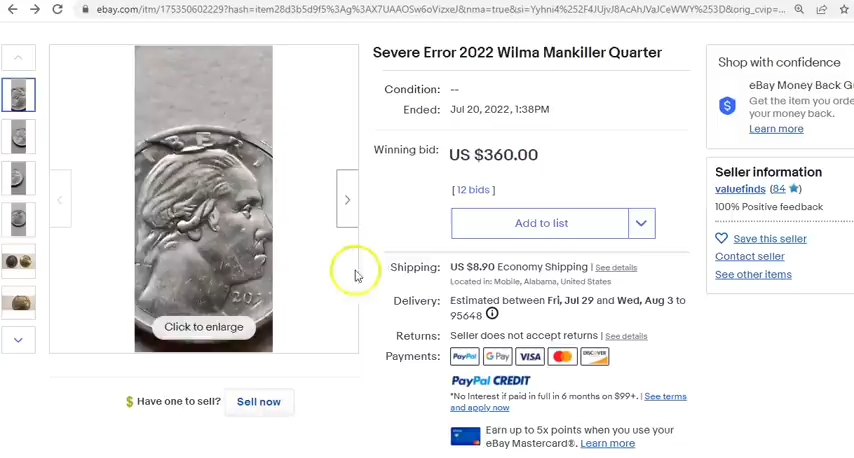 ebay.com/itm/175350602229?hash=item28d3b5d9f5%3Ag%3AX7UAAOSw6oVizxeJ&nma=true&si=Yyhni4%252F4JUjvJ8AcAhJVaJCeWWY%253D&orig_cvip=...
Severe Error 2022 Wilma Mankiller Quarter
Condition: --
Ended: Jul 20, 2022, 1:38PM
Winning bid: US $360.00
[ 12 bids ]
Add to list
Shipping: US $8.90 Economy Shipping | See details
Located in: Mobile, Alabama, United States
Delivery: Estimated between Fri, Jul 29 and Wed, Aug 3 to
95648
Returns: Seller does not accept returns | See details
Payments: PayPal G Pay VISA MasterCard DISCOVER
PayPal CREDIT
*No Interest if paid in full in 6 months on $99+. | See terms
and apply now
Earn up to 5x points when you use your
eBay Mastercard®. Learn more
LIBER
202
Click to enlarge
Have one to sell? Sell now
Shop with confidence
eBay Money Back G
Get the item you orde
your money back.
Learn more
Seller information
valuefinds (84 )
100% Positive feedback
Save this seller
Contact seller
See other items